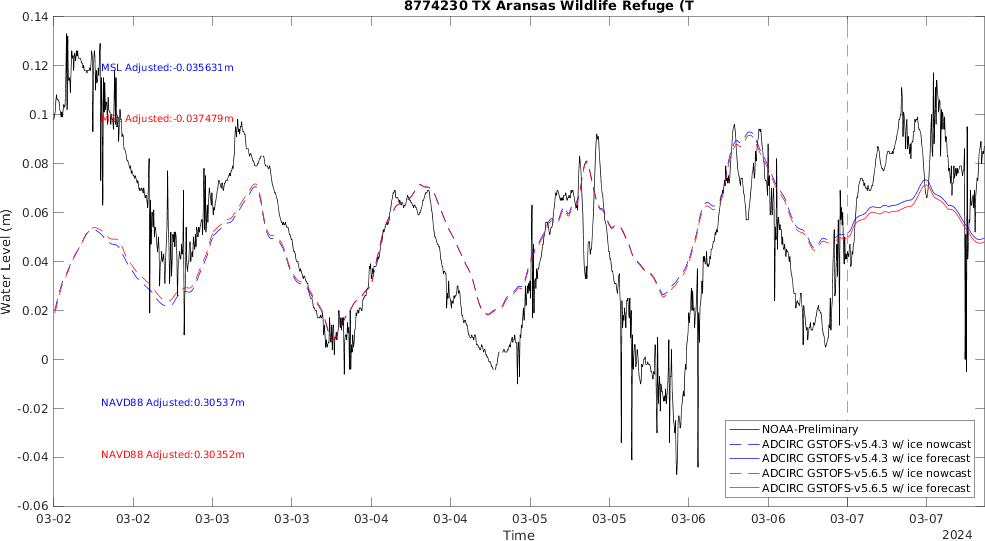 8774230 TX Aransas Wildlife Refuge (T
0.14
0.12
0.1
0.08
0.06
0.04
0.02
0
-0.02
-0.04
-0.06
Water Level (m)
MSL Adjusted:-0.035631m
MSL Adjusted:-0.037479m
NAVD88 Adjusted:0.30537m
NAVD88 Adjusted:0.30352m
NOAA-Preliminary
ADCIRC GSTOFS-v5.4.3 w/ ice nowcast
ADCIRC GSTOFS-v5.4.3 w/ ice forecast
ADCIRC GSTOFS-v5.6.5 w/ ice nowcast
ADCIRC GSTOFS-v5.6.5 w/ ice forecast
03-02 03-02 03-03 03-03 03-04 03-04 03-05 03-05 03-06 03-06 03-07 03-07
Time
2024